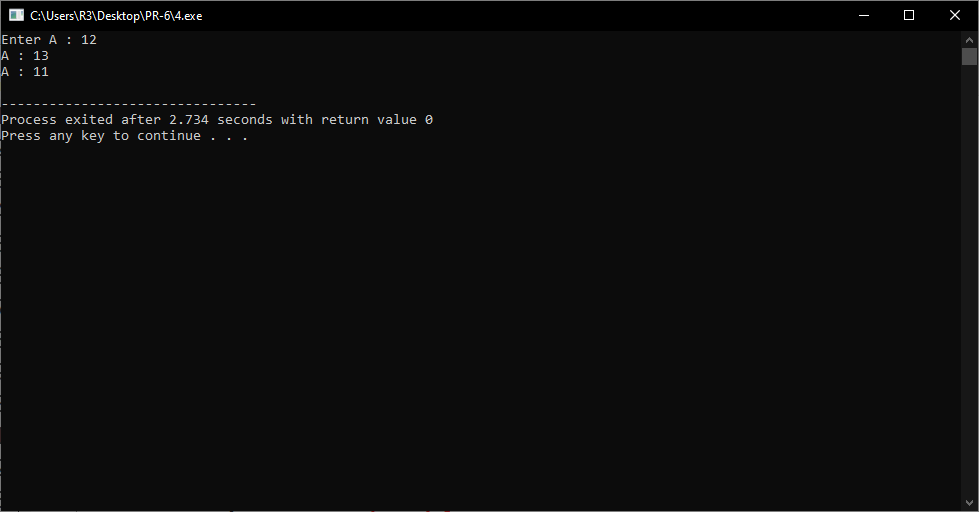 C:\Users\R3\Desktop\PR-6\4.exe
Enter A : 12
A : 13
A : 11
--------------------------------
Process exited after 2.734 seconds with return value 0
Press any key to continue . . .